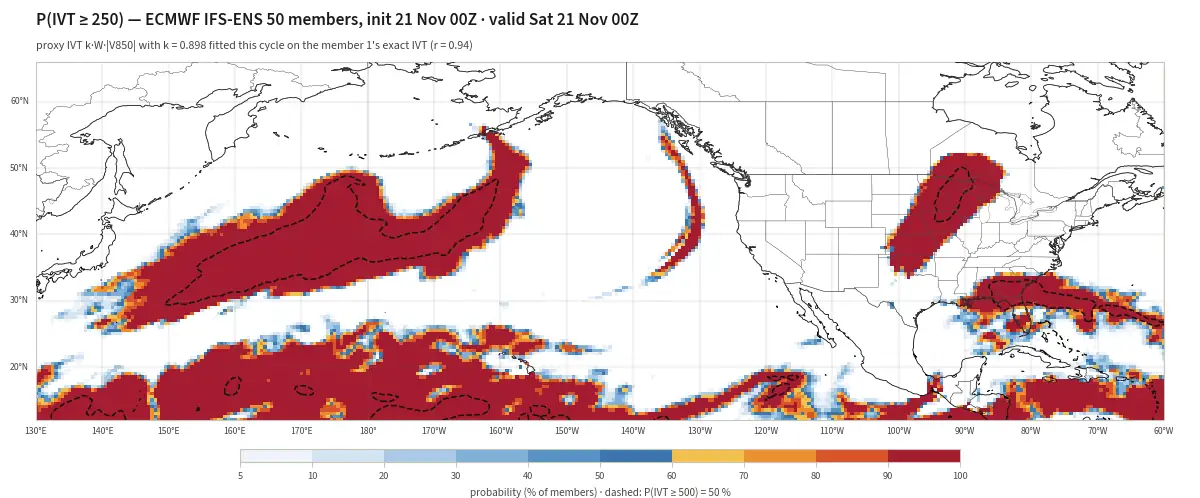 P(IVT ≥ 250) — ECMWF IFS-ENS 50 members, init 21 Nov 00Z · valid Sat 21 Nov 00Z
proxy IVT k·W·|V850| with k = 0.898 fitted this cycle on the member 1's exact IVT (r = 0.94)
60°N
50°N
40°N
30°N
20°N
130°E 140°E 150°E 160°E 170°E 180° 170°W 160°W 150°W 140°W 130°W 120°W 110°W 100°W 90°W 80°W 70°W 60°W
5 10 20 30 40 50 60 70 80 90 100
probability (% of members) · dashed: P(IVT ≥ 500) = 50 %